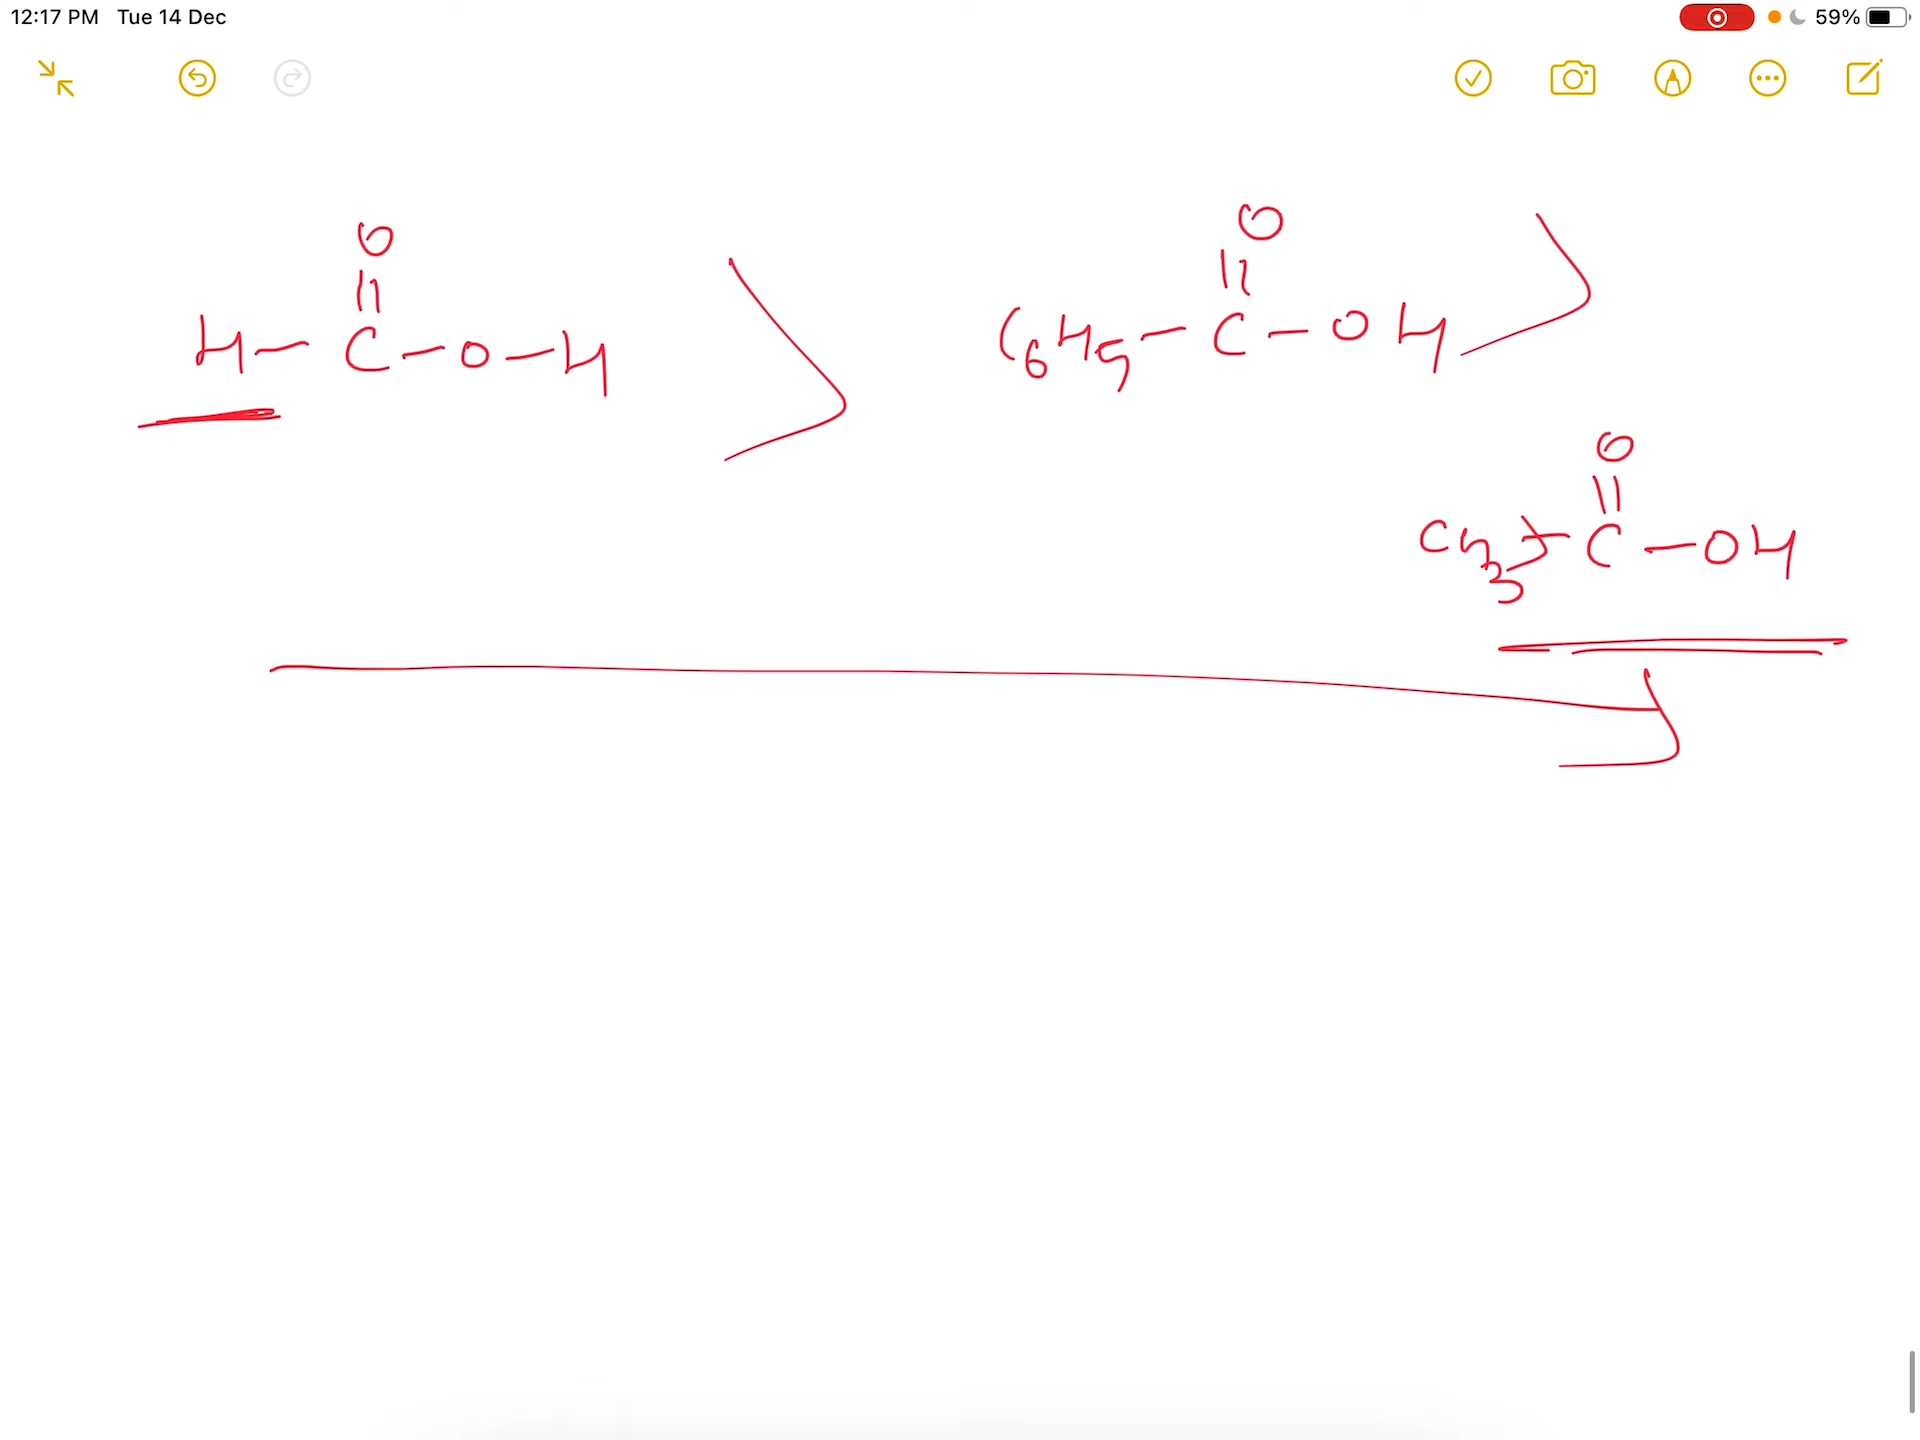 12:17 PM Tue 14 Dec 59%
O O
|| ||
H-C-O-H > C6H5-C-OH >
O
||
CH3-C-OH